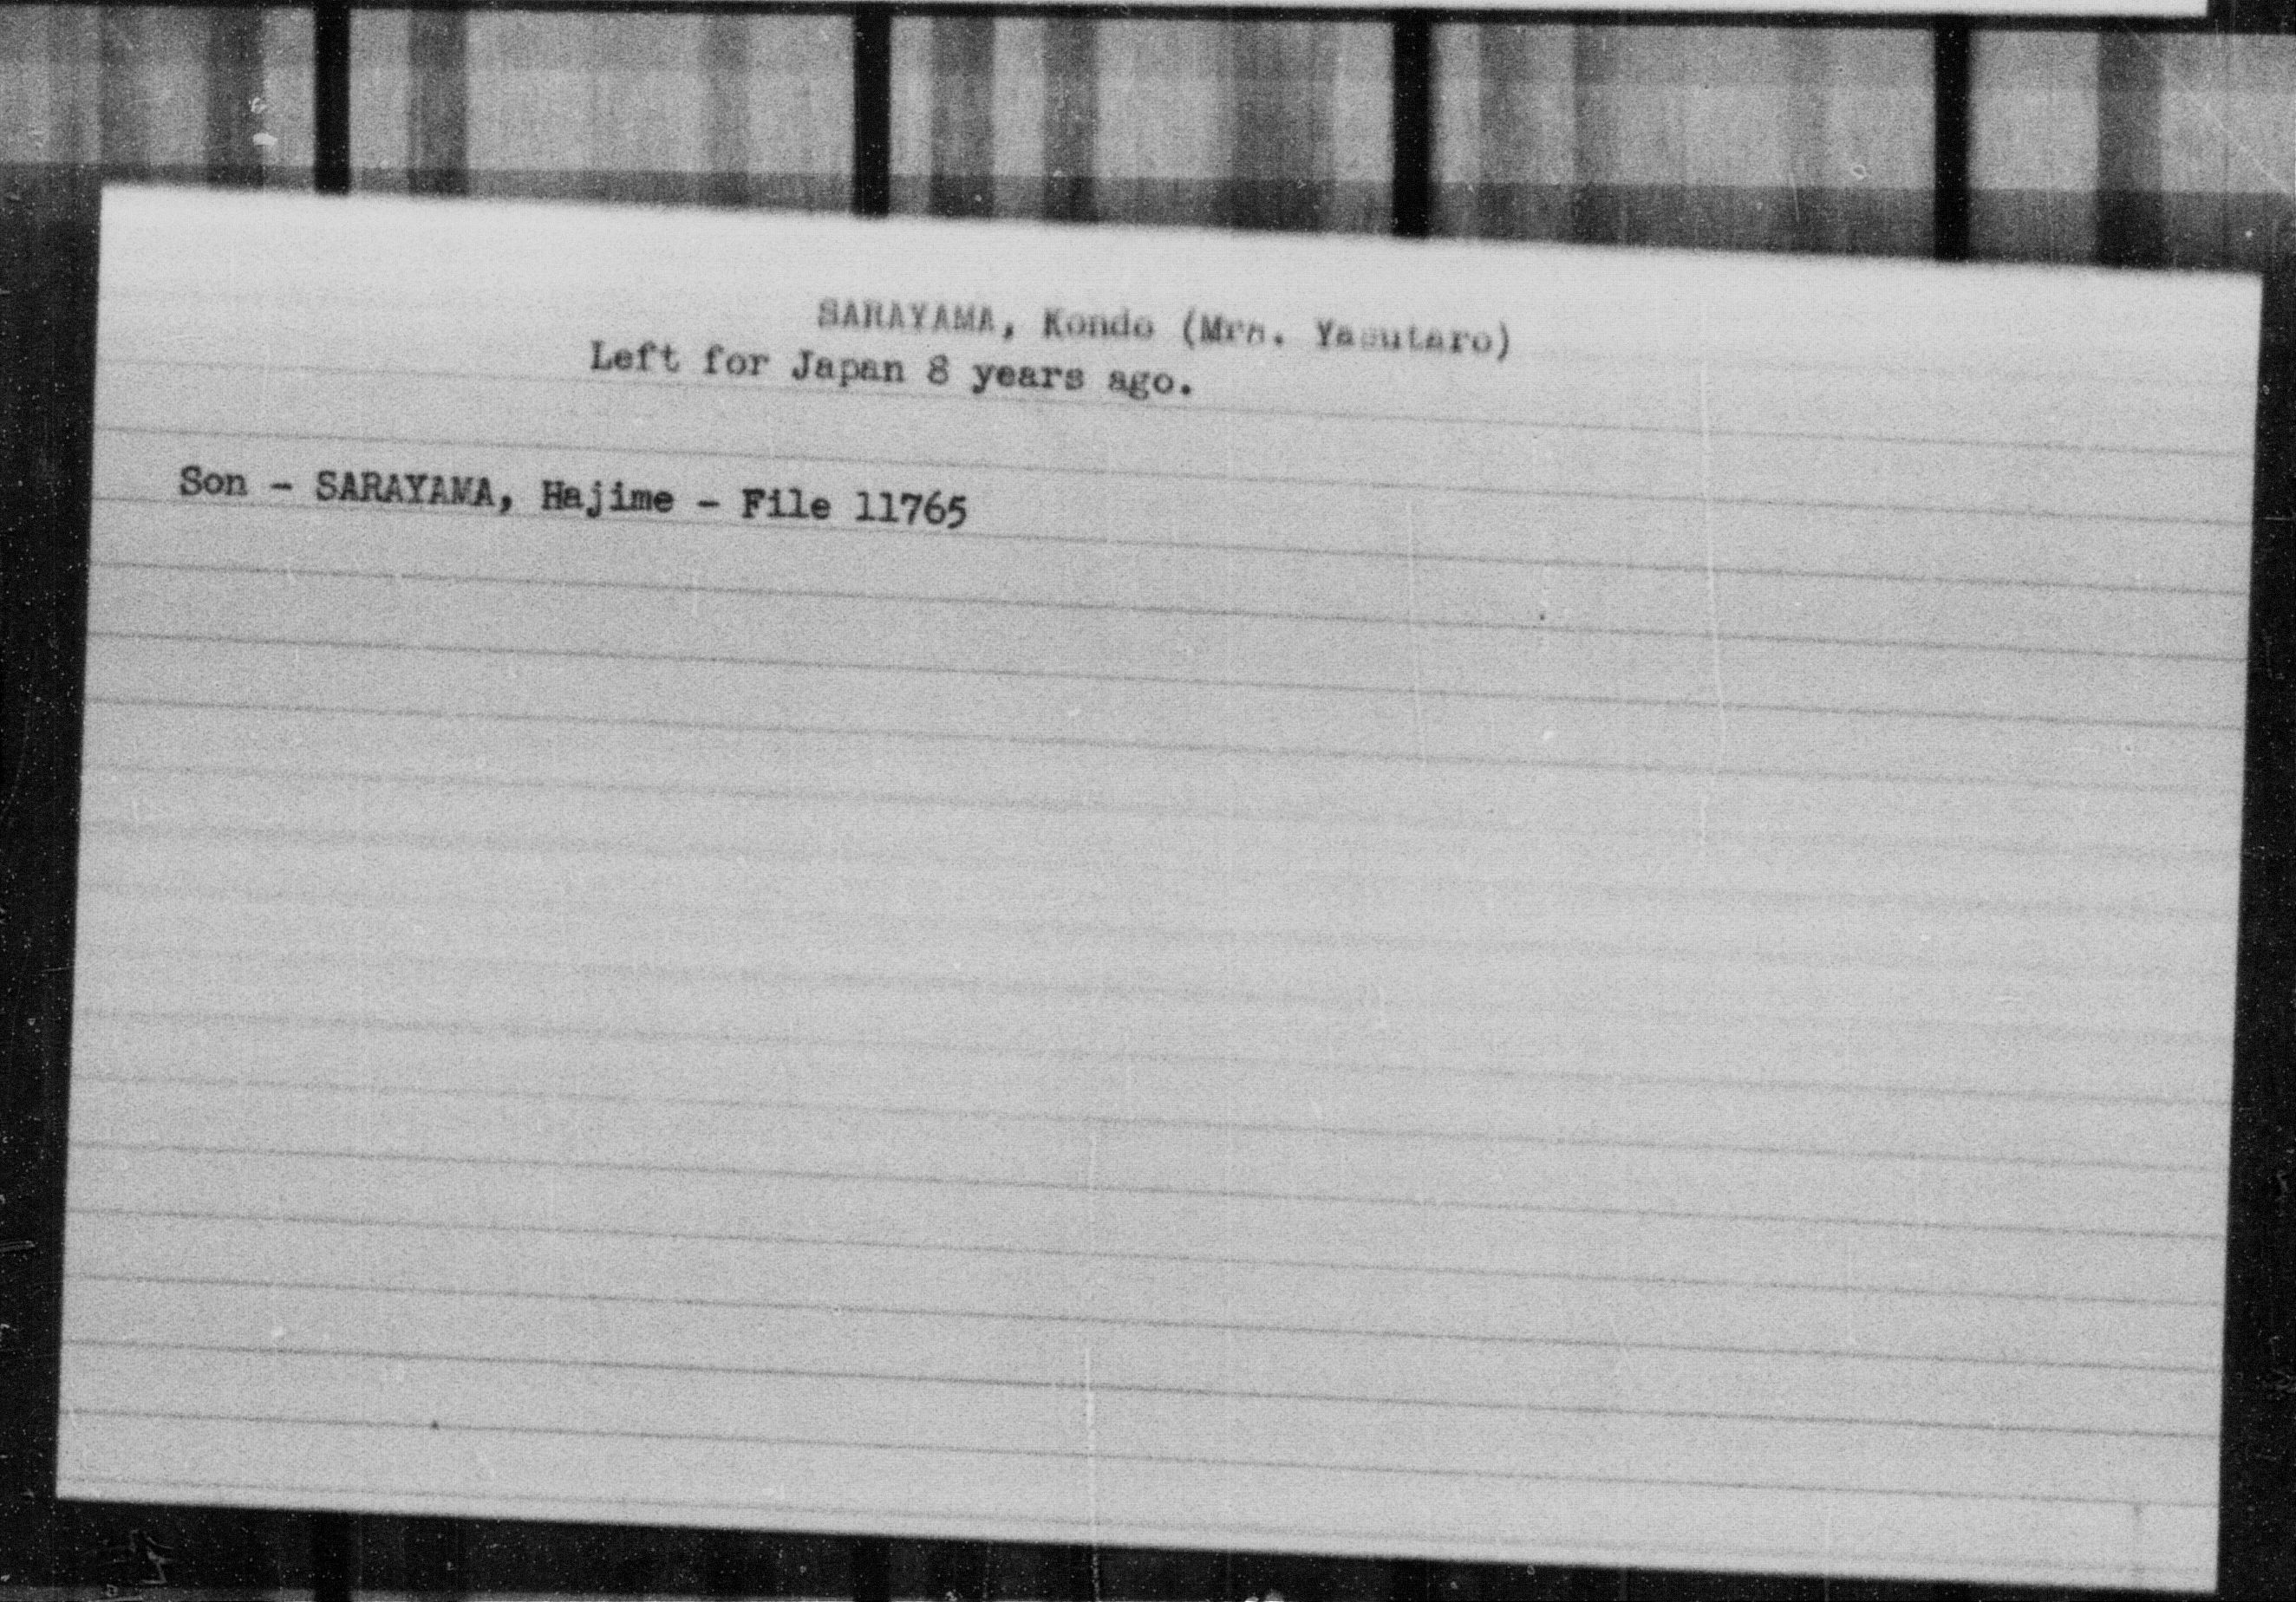 SARAYAMA, Kondo (Mrs. Yasutaro)
Left for Japan 8 years ago.
Son - SARAYAMA, Hajime - File 11765